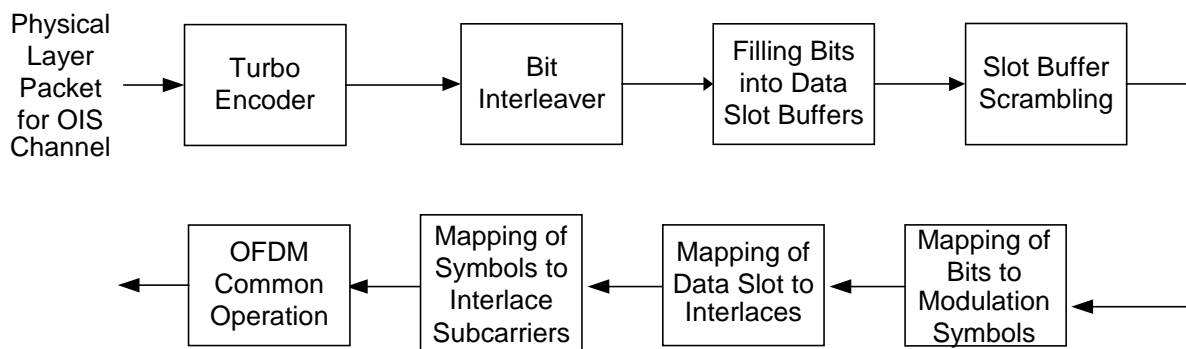 Physical
Layer
Packet
for OIS
Channel
Turbo
Encoder
Bit
Interleaver
Filling Bits
into Data
Slot Buffers
Slot Buffer
Scrambling
OFDM
Common
Operation
Mapping of
Symbols to
Interlace
Subcarriers
Mapping of
Data Slot to
Interlaces
Mapping of
Bits to
Modulation
Symbols